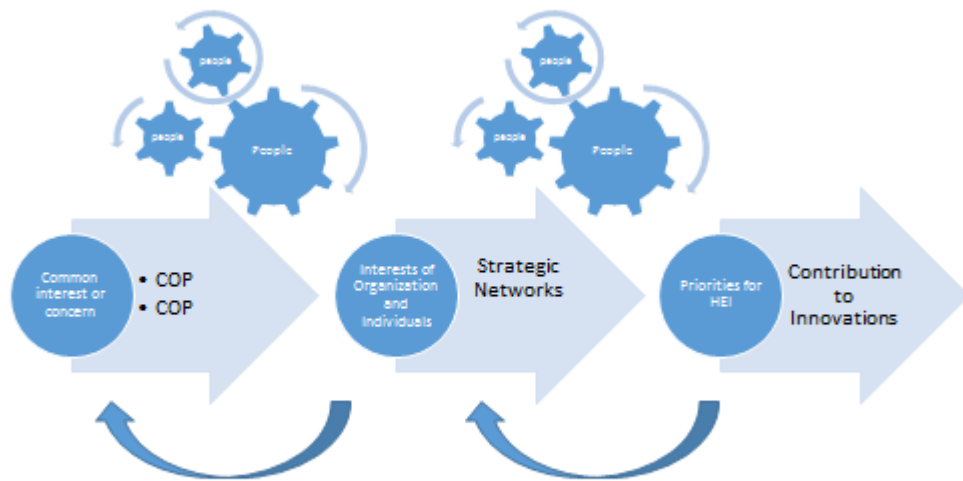 people
people
People
people
people
People
Common
interest or
concern
• COP
• COP
Interests of
Organization
and
Individuals
Strategic
Networks
Priorities for
HEI
Contribution
to
Innovations